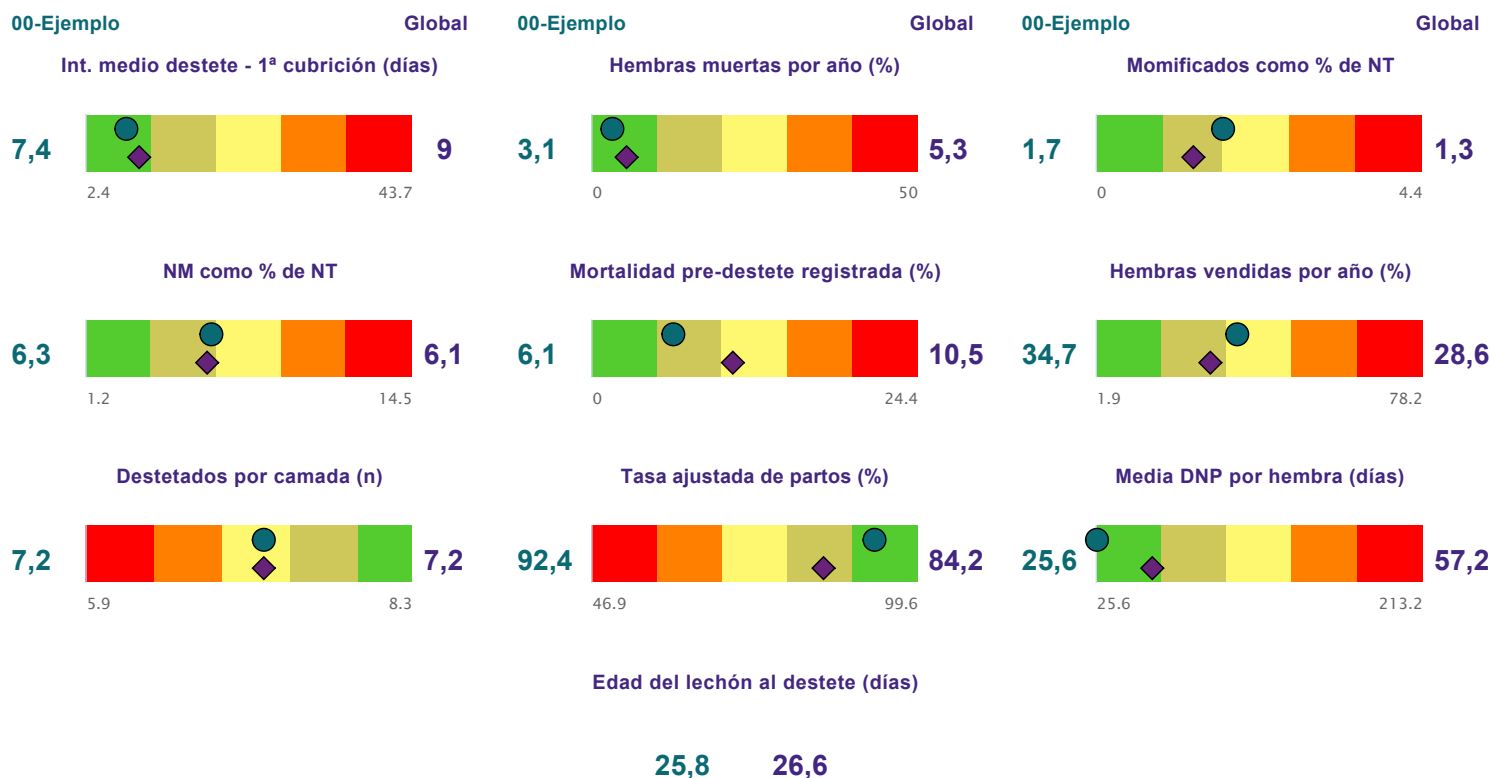 00-Ejemplo Global 00-Ejemplo Global 00-Ejemplo Global
Int. medio destete - 1ª cubrición (días) Hembras muertas por año (%) Momificados como % de NT
7,4 9 3,1 5,3 1,7 1,3
2.4 43.7 0 50 0 4.4
NM como % de NT Mortalidad pre-destete registrada (%) Hembras vendidas por año (%)
6,3 6,1 6,1 10,5 34,7 28,6
1.2 14.5 0 24.4 1.9 78.2
Destetados por camada (n) Tasa ajustada de partos (%) Media DNP por hembra (días)
7,2 7,2 92,4 84,2 25,6 57,2
5.9 8.3 46.9 99.6 25.6 213.2
Edad del lechón al destete (días)
25,8 26,6